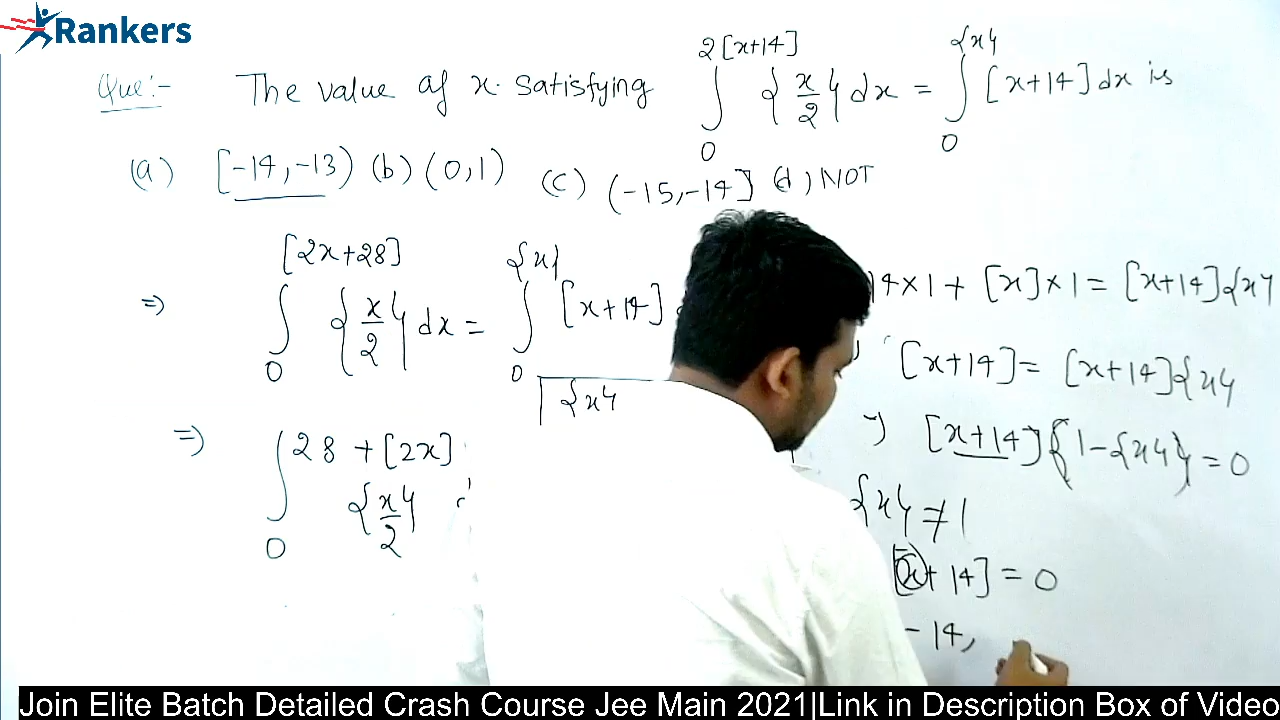 Rankers
Que:- The value of x. satisfying ∫₀^{2[x+14]} {x/2} dx = ∫₀^{{x}} [x+14] dx is
(a) [-14,-13) (b) (0,1) (c) (-15,-14] (d) NOT
⇒ ∫₀^{[2x+28]} {x/2} dx = ∫₀^{{x}} [x+14]
{x}
⇒ ∫₀^{28+[2x]} {x/2}
14×1 + [x]×1 = [x+14]{x}
[x+14] = [x+14]{x}
⇒ [x+14]{1-{x}} = 0
{x} ≠ 1
[x+14] = 0
-14,
Join Elite Batch Detailed Crash Course Jee Main 2021|Link in Description Box of Video